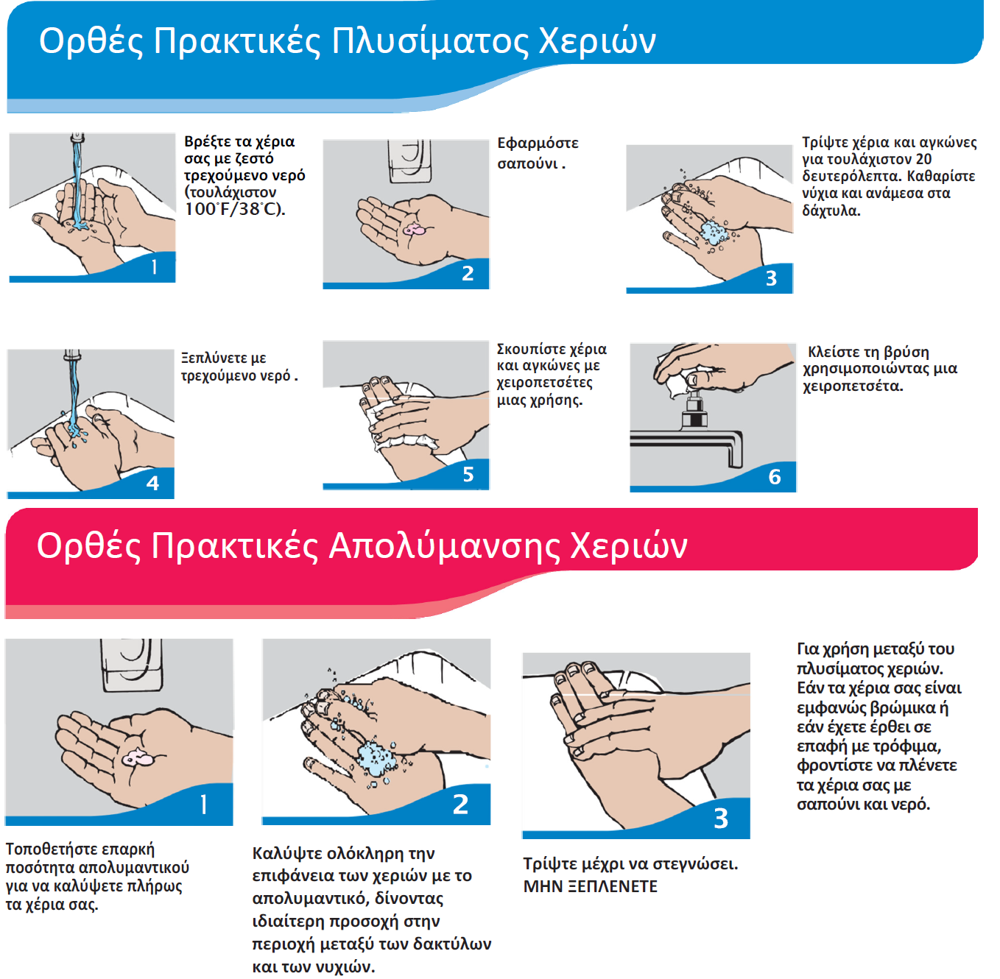 Ορθές Πρακτικές Πλυσίματος Χεριών
Βρέξτε τα χέρια
σας με ζεστό
τρεχούμενο νερό
(τουλάχιστον
100°F/38°C).
1
Εφαρμόστε
σαπούνι .
2
Τρίψτε χέρια και αγκώνες
για τουλάχιστον 20
δευτερόλεπτα. Καθαρίστε
νύχια και ανάμεσα στα
δάχτυλα.
3
Ξεπλύνετε με
τρεχούμενο νερό .
4
Σκουπίστε χέρια
και αγκώνες με
χειροπετσέτες
μιας χρήσης.
5
Κλείστε τη βρύση
χρησιμοποιώντας μια
χειροπετσέτα.
6
Ορθές Πρακτικές Απολύμανσης Χεριών
1
Τοποθετήστε επαρκή
ποσότητα απολυμαντικού
για να καλύψετε πλήρως
τα χέρια σας.
2
Καλύψτε ολόκληρη την
επιφάνεια των χεριών με το
απολυμαντικό, δίνοντας
ιδιαίτερη προσοχή στην
περιοχή μεταξύ των δακτύλων
και των νυχιών.
3
Τρίψτε μέχρι να στεγνώσει.
ΜΗΝ ΞΕΠΛΕΝΕΤΕ
Για χρήση μεταξύ του
πλυσίματος χεριών.
Εάν τα χέρια σας είναι
εμφανώς βρώμικα ή
εάν έχετε έρθει σε
επαφή με τρόφιμα,
φροντίστε να πλένετε
τα χέρια σας με
σαπούνι και νερό.